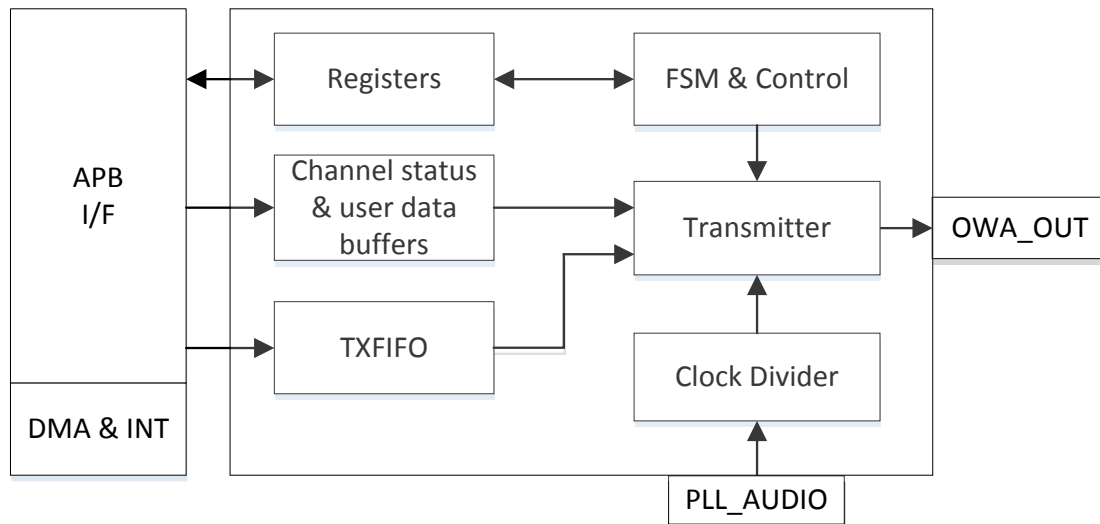 APB
I/F
DMA & INT
Registers
FSM & Control
Channel status
& user data
buffers
Transmitter
OWA_OUT
TXFIFO
Clock Divider
PLL_AUDIO